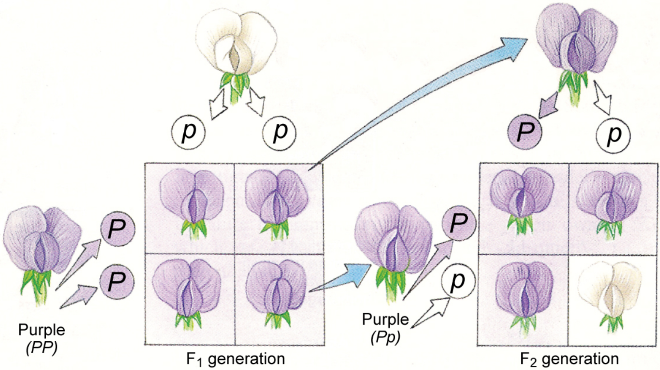 p p
P p
P
P
Purple
(PP)
F₁ generation
P
p
Purple
(Pp)
F₂ generation